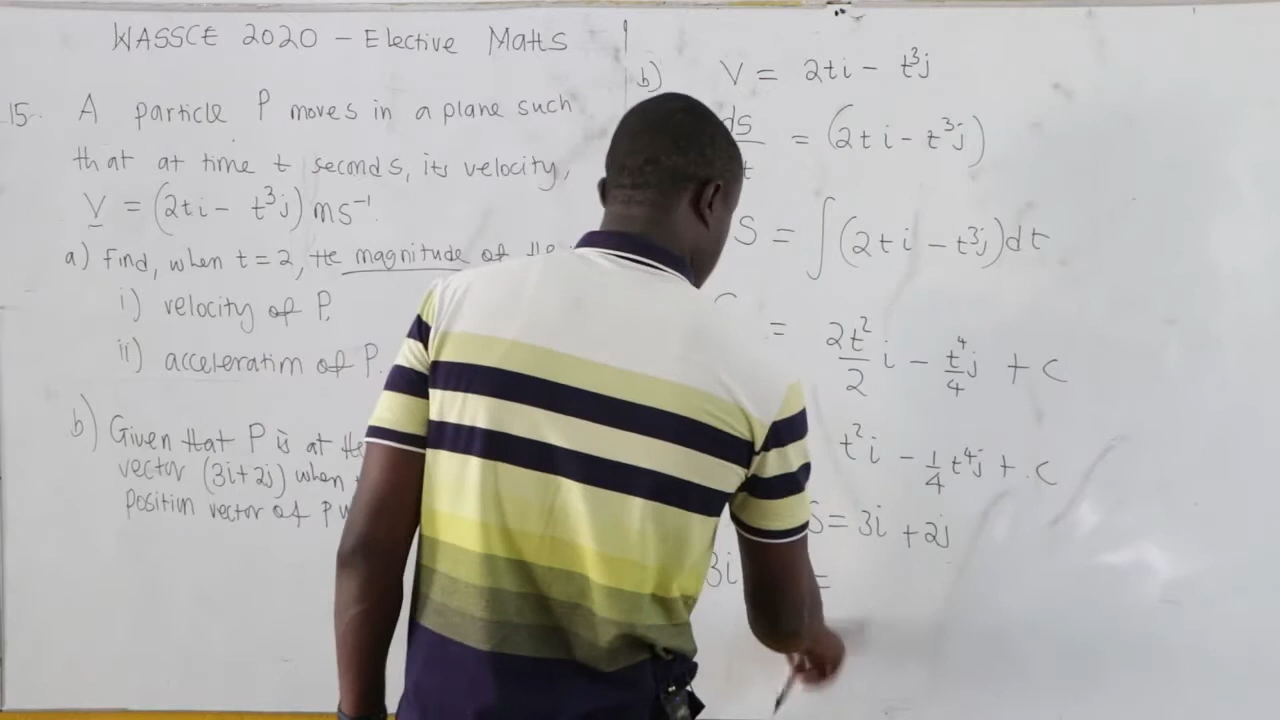 WASSCE 2020 - Elective Maths
15. A particle P moves in a plane such
that at time t seconds, its velocity,
V = (2ti - t³j) ms⁻¹.
a) Find, when t = 2, the magnitude of the
i) velocity of P.
ii) acceleration of P.
b) Given that P is at the
vector (3i+2j) when
position vector of P
b) V = 2ti - t³j
ds = (2ti - t³j)
S = ∫(2ti - t³j)dt
= 2t²/2 i - t⁴/4 j + C
t²i - 1/4 t⁴j + C
S = 3i + 2j
3i =